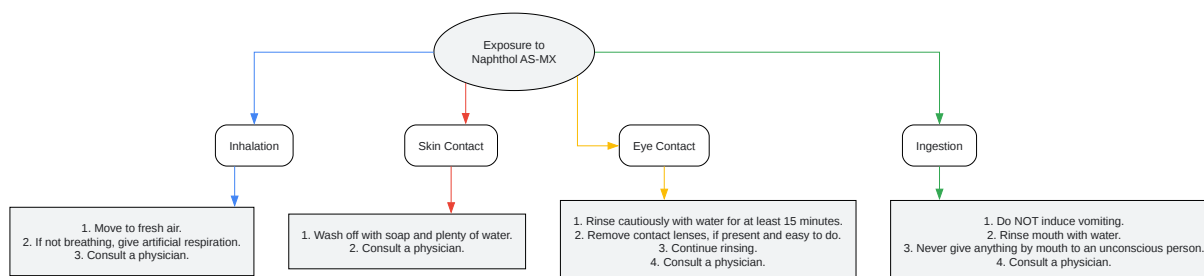 Exposure to
Naphthol AS-MX
Inhalation
Skin Contact
Eye Contact
Ingestion
1. Move to fresh air.
2. If not breathing, give artificial respiration.
3. Consult a physician.
1. Wash off with soap and plenty of water.
2. Consult a physician.
1. Rinse cautiously with water for at least 15 minutes.
2. Remove contact lenses, if present and easy to do.
3. Continue rinsing.
4. Consult a physician.
1. Do NOT induce vomiting.
2. Rinse mouth with water.
3. Never give anything by mouth to an unconscious person.
4. Consult a physician.